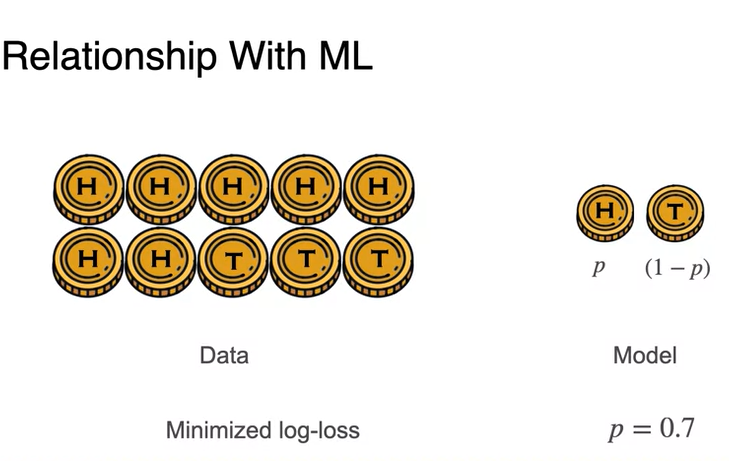 Relationship With ML
H H H H H
H H T T T
H T
p (1 − p)
Data
Model
Minimized log-loss
p = 0.7